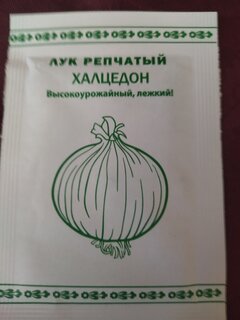 ЛУК РЕПЧАТЫЙ
ХАЛЦЕДОН
Высокоурожайный, лежкий!